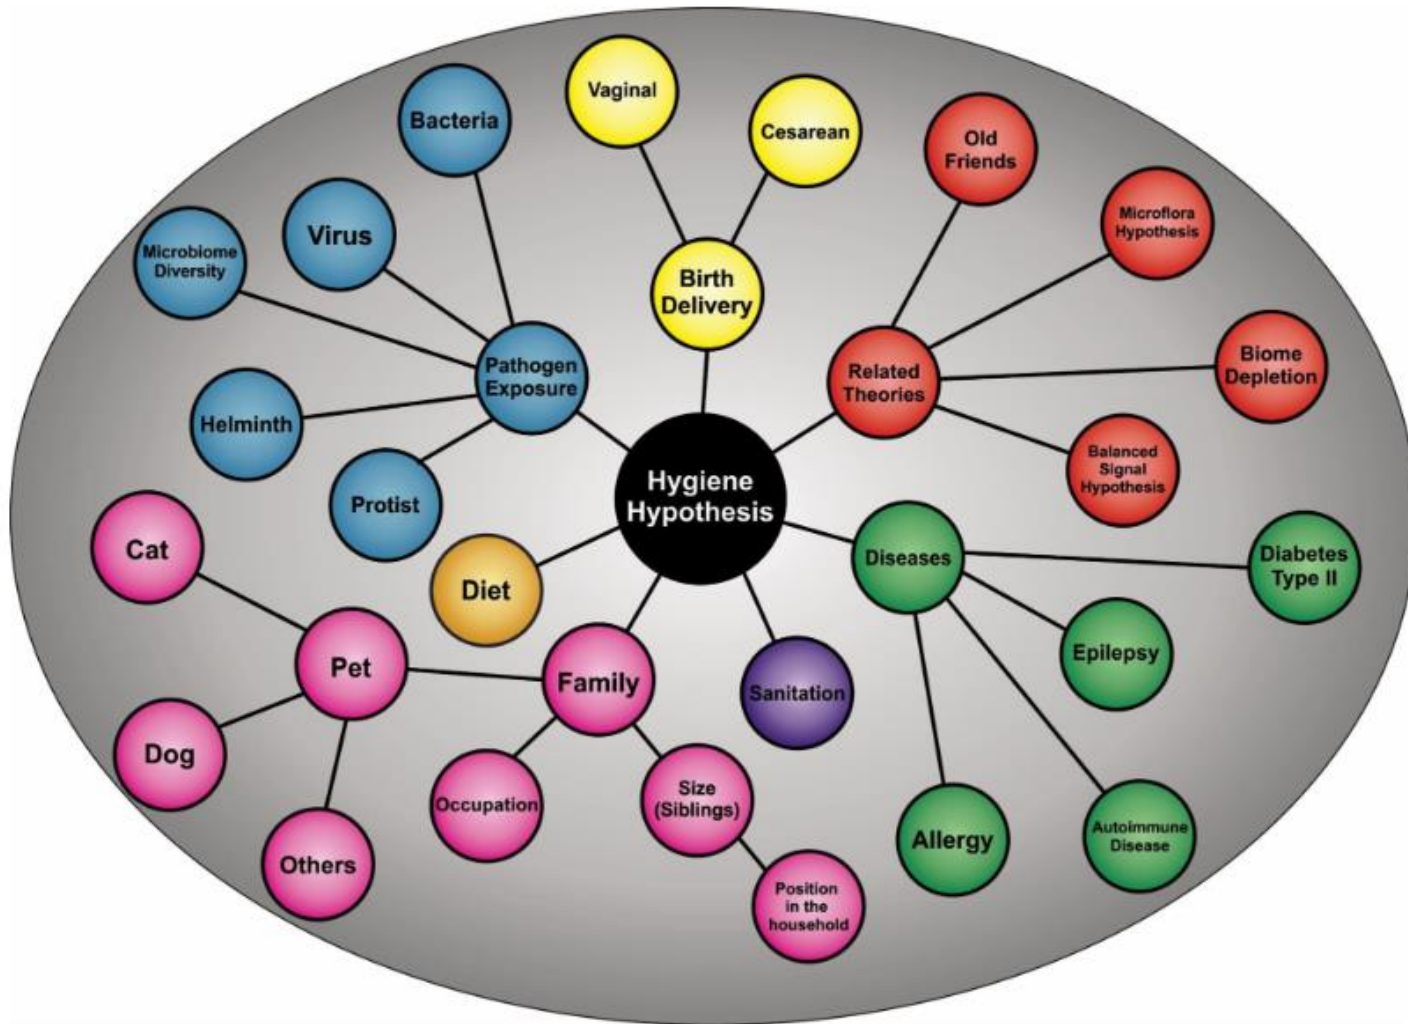 Vaginal
Bacteria
Cesarean
Old
Friends
Microflora
Hypothesis
Virus
Microbiome
Diversity
Birth
Delivery
Biome
Depletion
Pathogen
Exposure
Related
Theories
Helminth
Balanced
Signal
Hypothesis
Hygiene
Hypothesis
Protist
Cat
Diet
Diseases
Diabetes
Type II
Epilepsy
Pet
Family
Sanitation
Dog
Occupation
Size
(Siblings)
Allergy
Autoimmune
Disease
Others
Position
in the
household